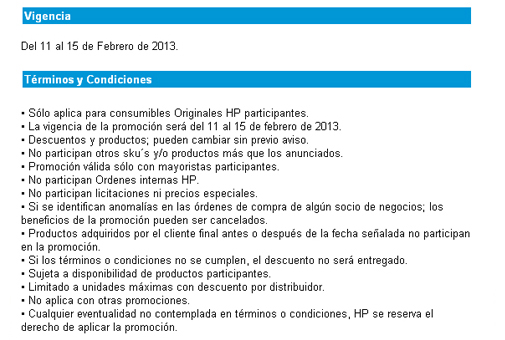 Vigencia
Del 11 al 15 de Febrero de 2013.
Términos y Condiciones
▪ Sólo aplica para consumibles Originales HP participantes.
▪ La vigencia de la promoción será del 11 al 15 de febrero de 2013.
▪ Descuentos y productos; pueden cambiar sin previo aviso.
▪ No participan otros sku´s y/o productos más que los anunciados.
▪ Promoción válida sólo con mayoristas participantes.
▪ No participan Ordenes internas HP.
▪ No participan licitaciones ni precios especiales.
▪ Si se identifican anomalías en las órdenes de compra de algún socio de negocios; los
beneficios de la promoción pueden ser cancelados.
▪ Productos adquiridos por el cliente final antes o después de la fecha señalada no participan
en la promoción.
▪ Si los términos o condiciones no se cumplen, el descuento no será entregado.
▪ Sujeta a disponibilidad de productos participantes.
▪ Limitado a unidades máximas con descuento por distribuidor.
▪ No aplica con otras promociones.
▪ Cualquier eventualidad no contemplada en términos o condiciones, HP se reserva el
derecho de aplicar la promoción.